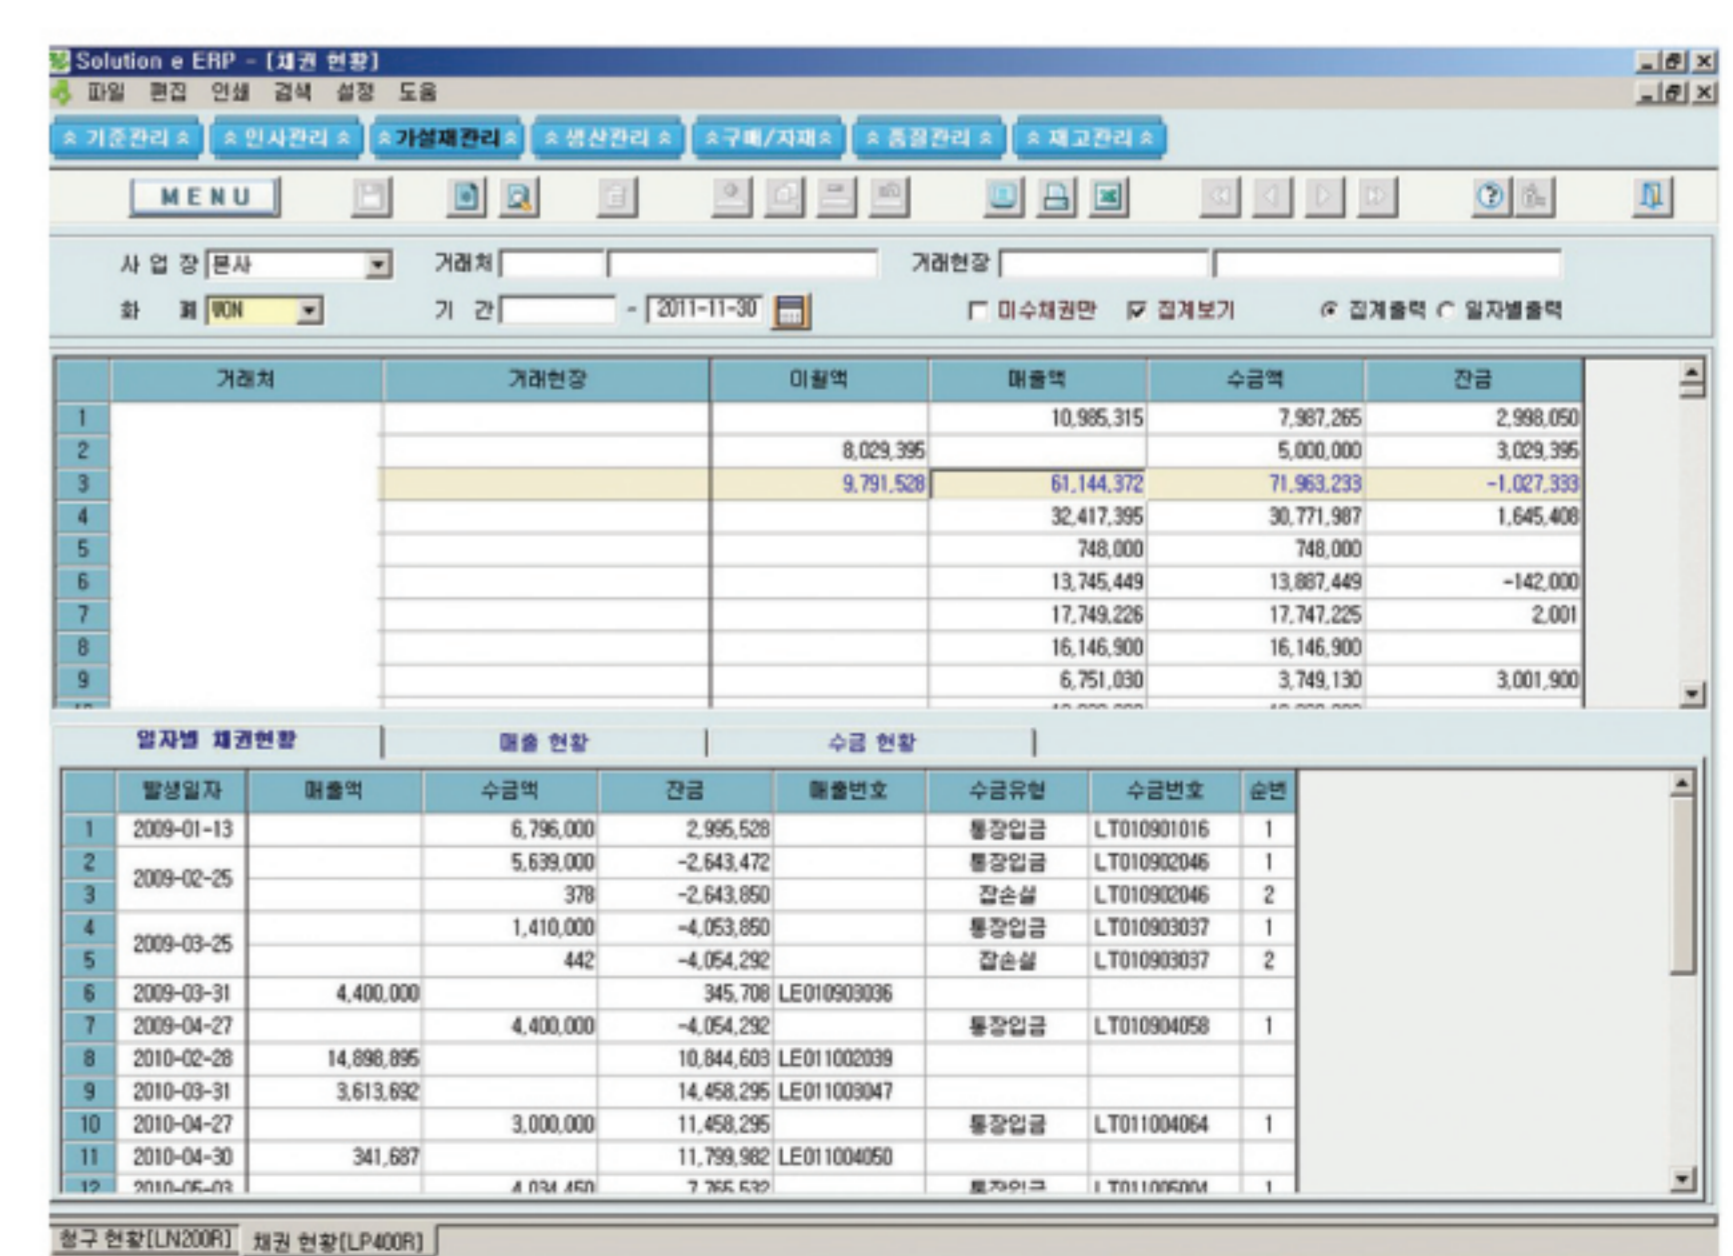 Solution e ERP - [채권 현황]
파일 편집 인쇄 검색 설정 도움
기준관리 인사관리 가설재관리 생산관리 구매/자재 품질관리 재고관리
MENU
사 업 장 본사 거래처 거래현장
화 폐 WON 기 간 - 2011-11-30 미수채권만 집계보기 집계출력 일자별출력
거래처 거래현장 이월액 매출액 수금액 잔금
1 10,985,315 7,987,265 2,998,050
2 8,029,395 5,000,000 3,029,395
3 9,791,528 61,144,372 71,963,233 -1,027,333
4 32,417,395 30,771,987 1,645,408
5 748,000 748,000
6 13,745,449 13,887,449 -142,000
7 17,749,226 17,747,225 2,001
8 16,146,900 16,146,900
9 6,751,030 3,749,130 3,001,900
일자별 채권현황 매출 현황 수금 현황
발생일자 매출액 수금액 잔금 매출번호 수금유형 수금번호 순번
1 2009-01-13 6,796,000 2,995,528 통장입금 LT010901016 1
2 2009-02-25 5,639,000 -2,643,472 통장입금 LT010902046 1
3 378 -2,643,850 잡손실 LT010902046 2
4 2009-03-25 1,410,000 -4,053,850 통장입금 LT010903037 1
5 442 -4,054,292 잡손실 LT010903037 2
6 2009-03-31 4,400,000 345,708 LE010903036
7 2009-04-27 4,400,000 -4,054,292 통장입금 LT010904058 1
8 2010-02-28 14,898,895 10,844,603 LE011002039
9 2010-03-31 3,613,692 14,458,295 LE011003047
10 2010-04-27 3,000,000 11,458,295 통장입금 LT011004064 1
11 2010-04-30 341,687 11,799,982 LE011004050
12 2010-05-03 4,034,450 7,765,532 통장입금 LT011005004 1
청구 현황[LN200R] 채권 현황[LP400R]